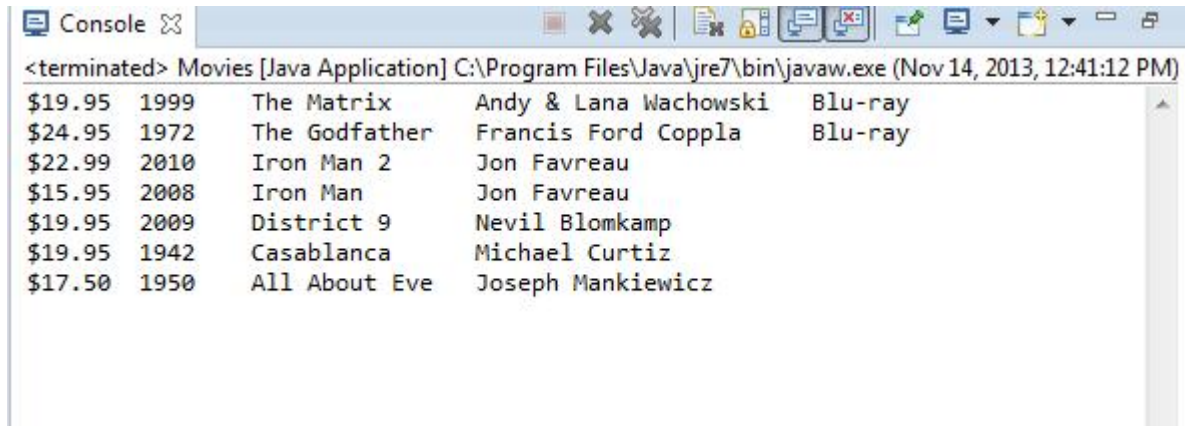 Console
<terminated> Movies [Java Application] C:\Program Files\Java\jre7\bin\javaw.exe (Nov 14, 2013, 12:41:12 PM)
$19.95 1999 The Matrix Andy & Lana Wachowski Blu-ray
$24.95 1972 The Godfather Francis Ford Coppla Blu-ray
$22.99 2010 Iron Man 2 Jon Favreau
$15.95 2008 Iron Man Jon Favreau
$19.95 2009 District 9 Nevil Blomkamp
$19.95 1942 Casablanca Michael Curtiz
$17.50 1950 All About Eve Joseph Mankiewicz